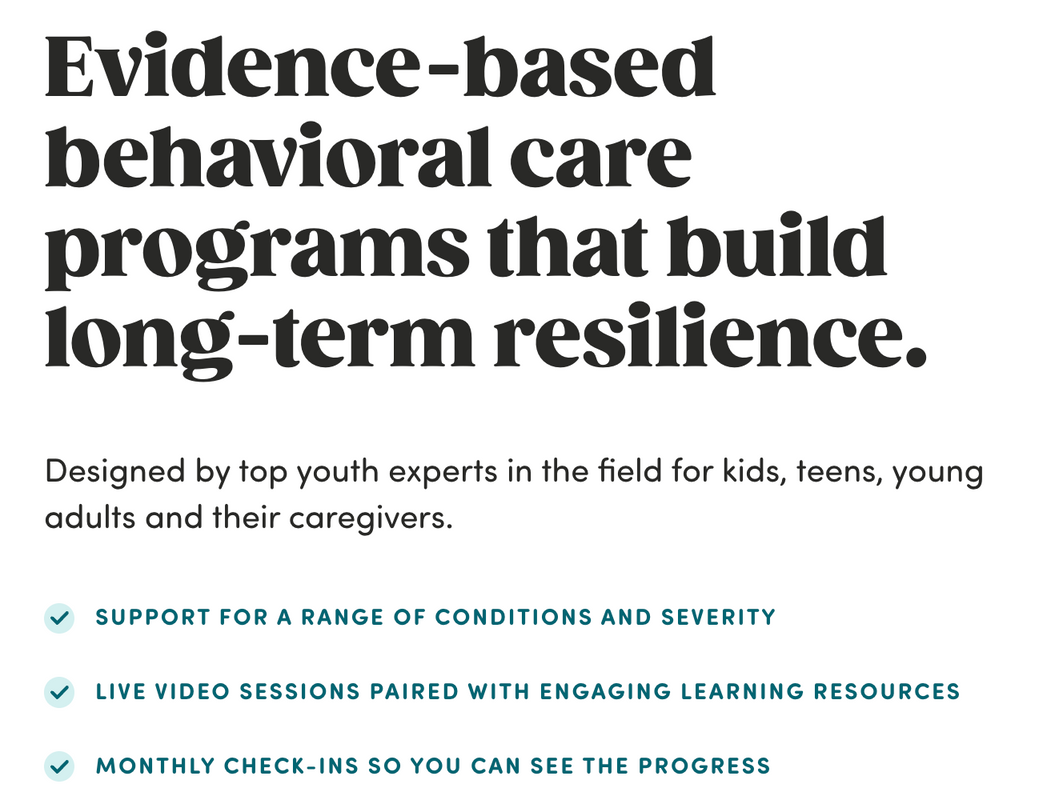 Evidence-based
behavioral care
programs that build
long-term resilience.
Designed by top youth experts in the field for kids, teens, young
adults and their caregivers.
SUPPORT FOR A RANGE OF CONDITIONS AND SEVERITY
LIVE VIDEO SESSIONS PAIRED WITH ENGAGING LEARNING RESOURCES
MONTHLY CHECK-INS SO YOU CAN SEE THE PROGRESS